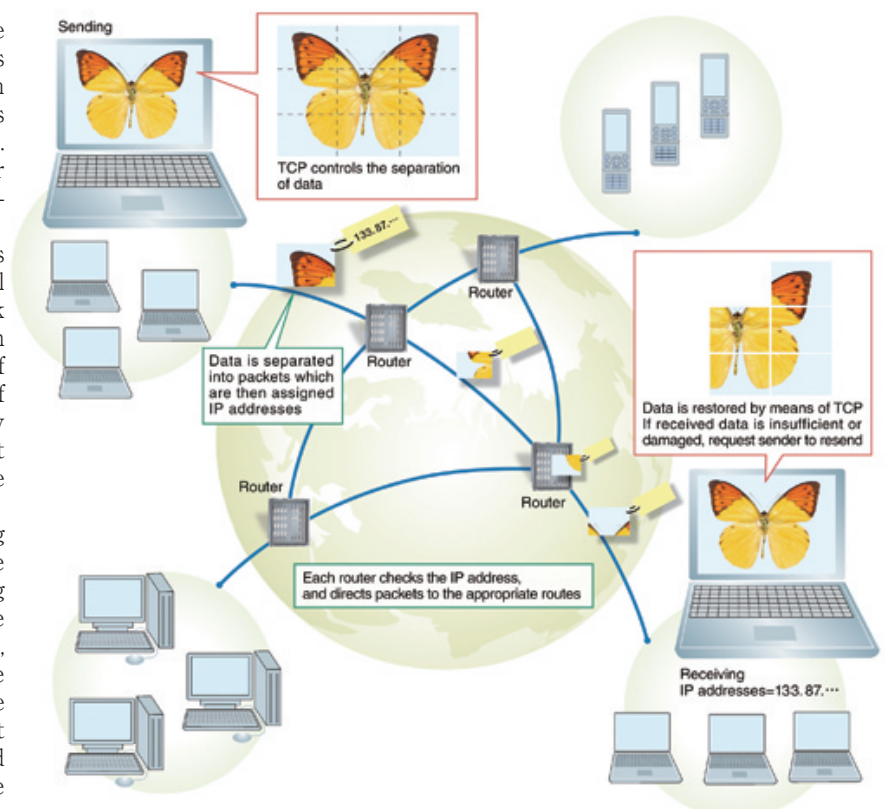 Sending
TCP controls the separation
of data
133.87.…
Router
Router
Data is separated
into packets which
are then assigned
IP addresses
Data is restored by means of TCP
If received data is insufficient or
damaged, request sender to resend
Router
Router
Each router checks the IP address,
and directs packets to the appropriate routes
Receiving
IP addresses=133.87.…